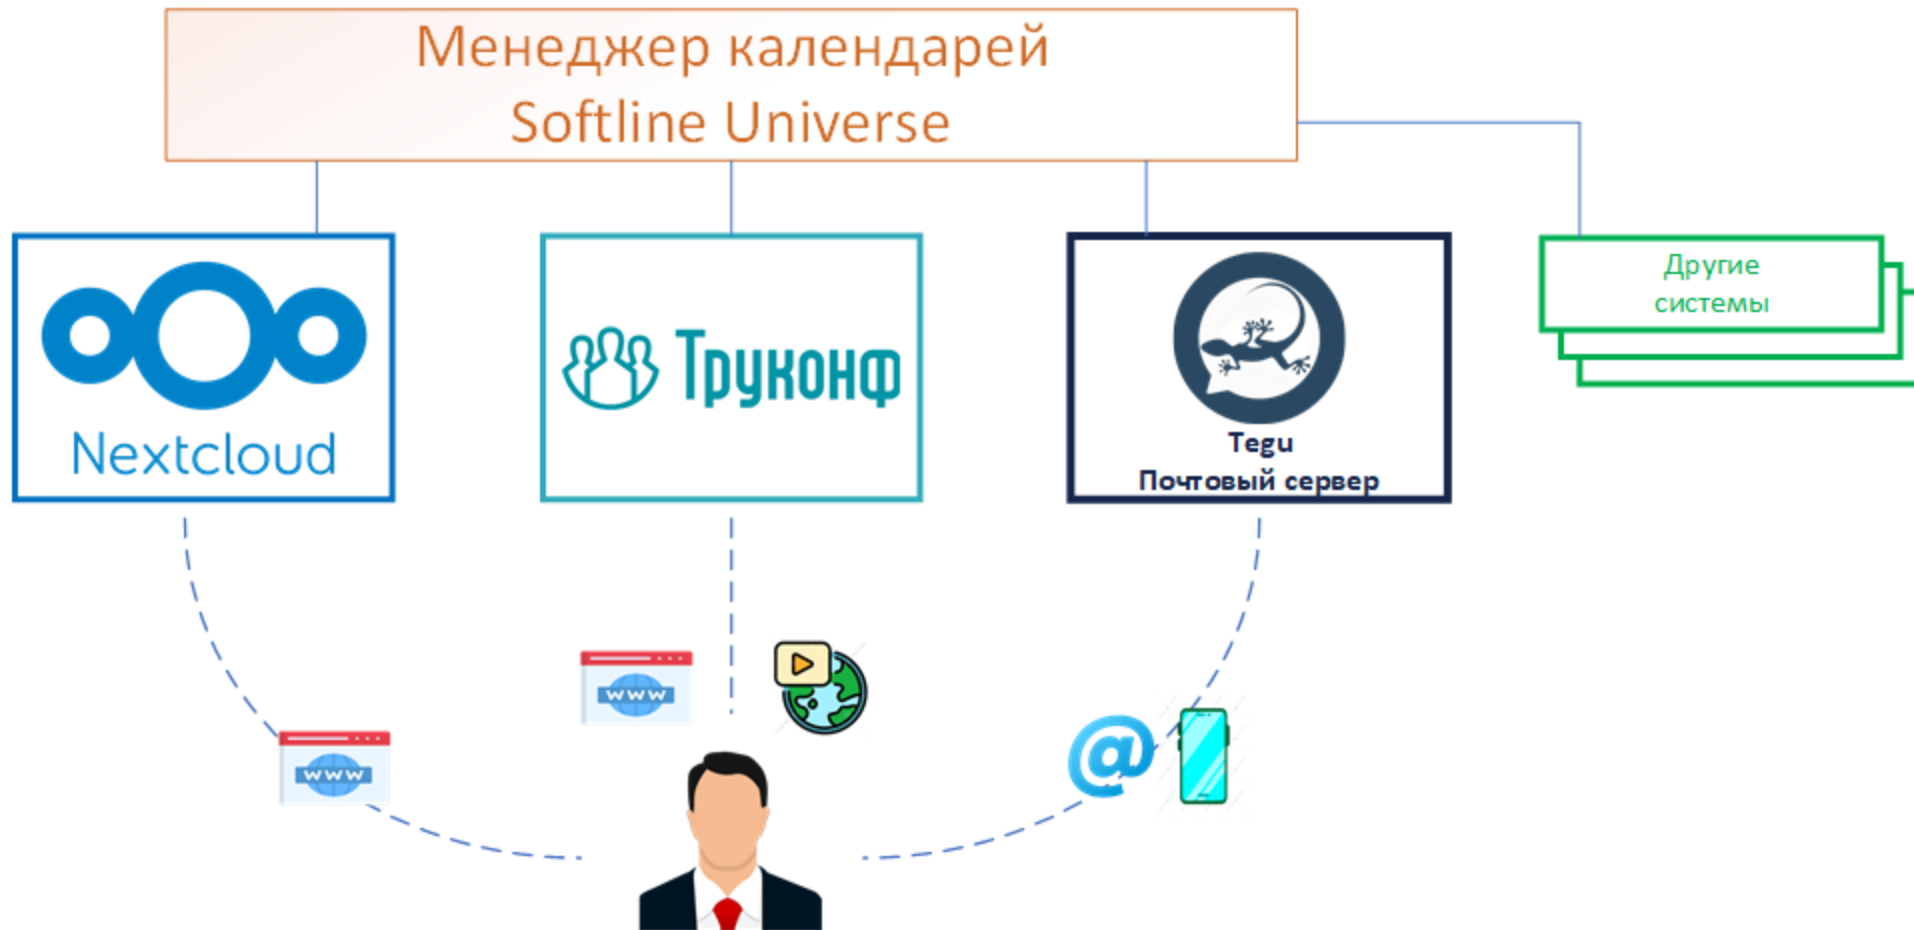 Менеджер календарей
Softline Universe
Nextcloud
Труконф
Tegu
Почтовый сервер
Другие
системы
www
www
@